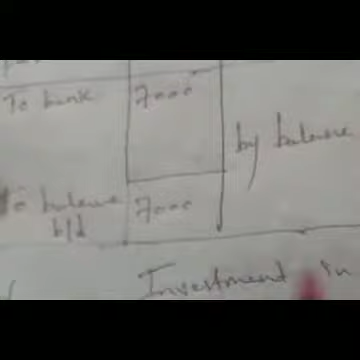 To bank 7000
by balance
To balance 7000
b/d
Investment in